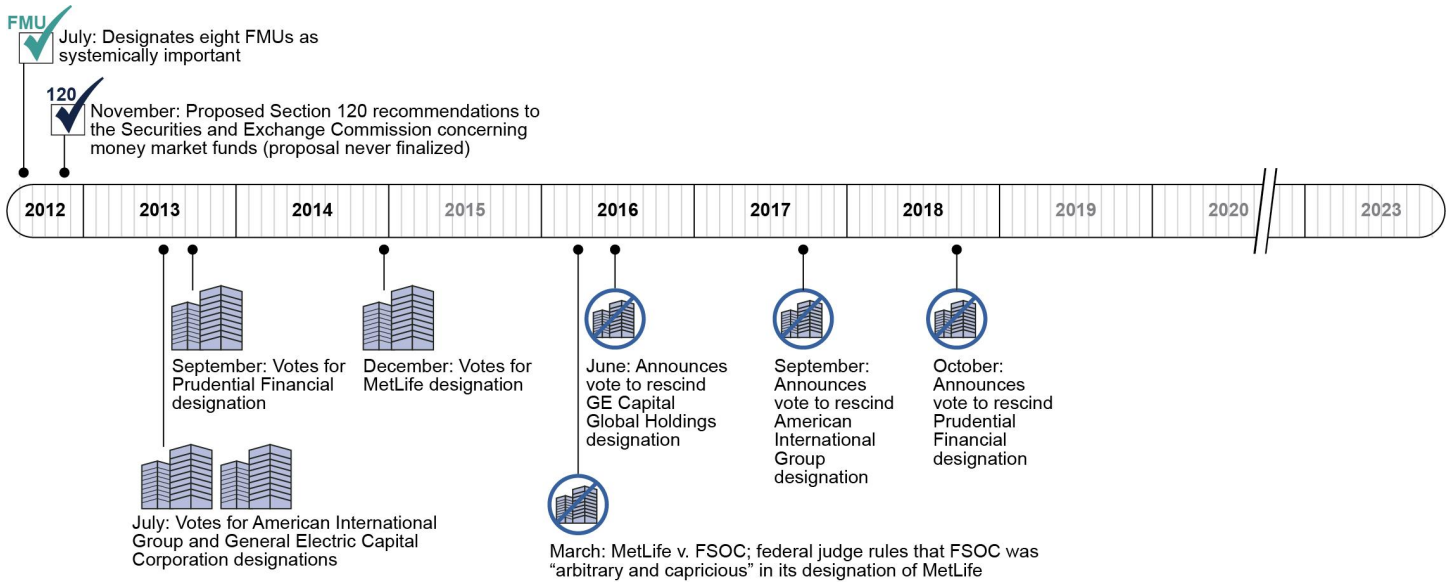 FMU
July: Designates eight FMUs as
systemically important
120
November: Proposed Section 120 recommendations to
the Securities and Exchange Commission concerning
money market funds (proposal never finalized)
2012 2013 2014 2015 2016 2017 2018 2019 2020 2023
September: Votes for
Prudential Financial
designation
December: Votes for
MetLife designation
June: Announces
vote to rescind
GE Capital
Global Holdings
designation
September:
Announces
vote to rescind
American
International
Group
designation
October:
Announces
vote to rescind
Prudential
Financial
designation
July: Votes for American International
Group and General Electric Capital
Corporation designations
March: MetLife v. FSOC; federal judge rules that FSOC was
“arbitrary and capricious” in its designation of MetLife